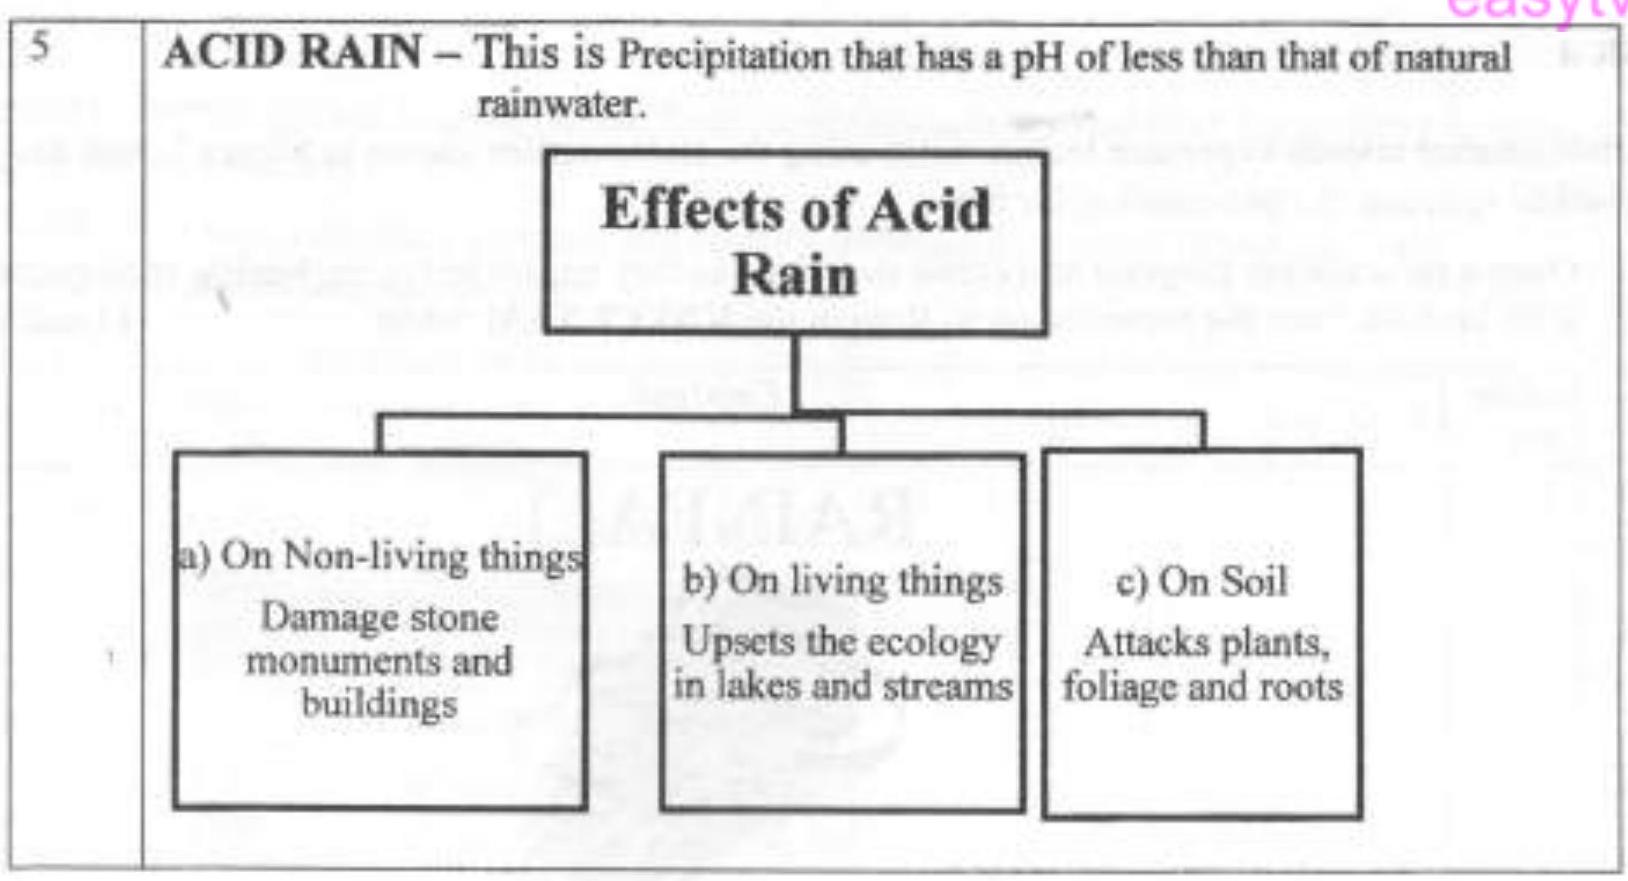 5
ACID RAIN – This is Precipitation that has a pH of less than that of natural
rainwater.
Effects of Acid
Rain
a) On Non-living things
Damage stone
monuments and
buildings
b) On living things
Upsets the ecology
in lakes and streams
c) On Soil
Attacks plants,
foliage and roots